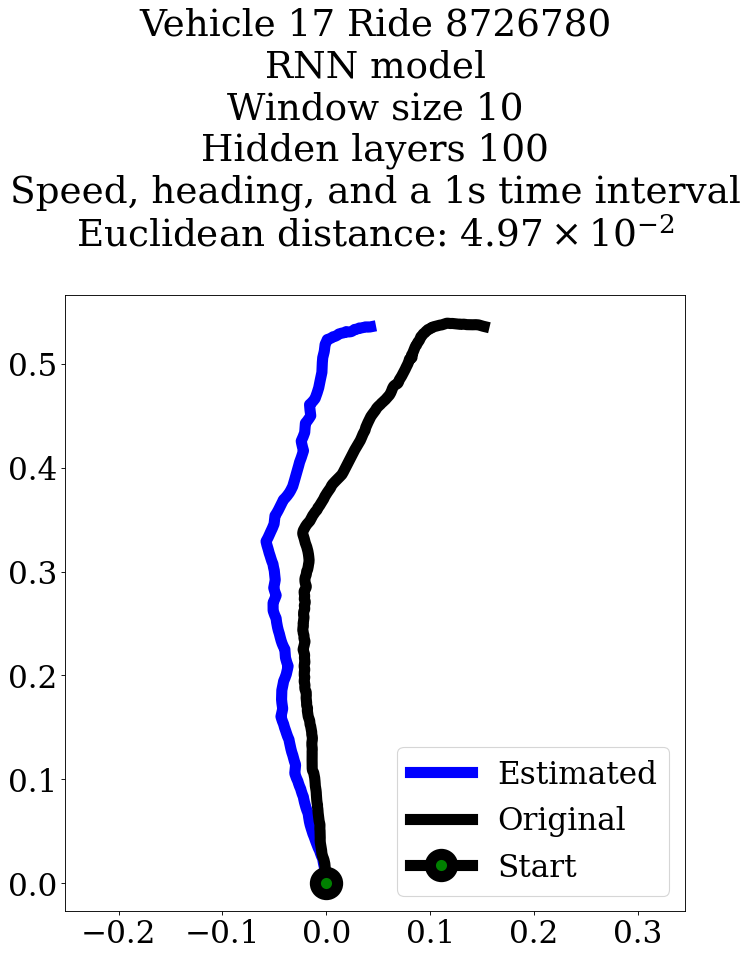 Vehicle 17 Ride 8726780
RNN model
Window size 10
Hidden layers 100
Speed, heading, and a 1s time interval
Euclidean distance: 4.97 × 10⁻²
0.5
0.4
0.3
0.2
0.1
0.0
Estimated
Original
Start
−0.2
−0.1
0.0
0.1
0.2
0.3